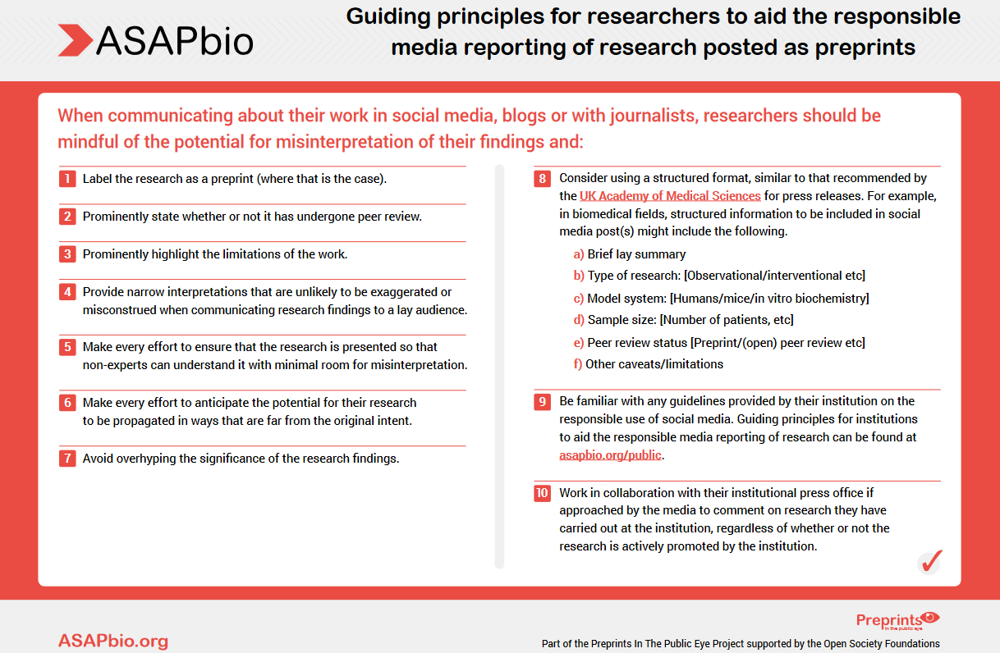 ASAPbio
Guiding principles for researchers to aid the responsible
media reporting of research posted as preprints
When communicating about their work in social media, blogs or with journalists, researchers should be
mindful of the potential for misinterpretation of their findings and:
1 Label the research as a preprint (where that is the case).
2 Prominently state whether or not it has undergone peer review.
3 Prominently highlight the limitations of the work.
4 Provide narrow interpretations that are unlikely to be exaggerated or
misconstrued when communicating research findings to a lay audience.
5 Make every effort to ensure that the research is presented so that
non-experts can understand it with minimal room for misinterpretation.
6 Make every effort to anticipate the potential for their research
to be propagated in ways that are far from the original intent.
7 Avoid overhyping the significance of the research findings.
8 Consider using a structured format, similar to that recommended by
the UK Academy of Medical Sciences for press releases. For example,
in biomedical fields, structured information to be included in social
media post(s) might include the following.
a) Brief lay summary
b) Type of research: [Observational/interventional etc]
c) Model system: [Humans/mice/in vitro biochemistry]
d) Sample size: [Number of patients, etc]
e) Peer review status [Preprint/(open) peer review etc]
f) Other caveats/limitations
9 Be familiar with any guidelines provided by their institution on the
responsible use of social media. Guiding principles for institutions
to aid the responsible media reporting of research can be found at
asapbio.org/public.
10 Work in collaboration with their institutional press office if
approached by the media to comment on research they have
carried out at the institution, regardless of whether or not the
research is actively promoted by the institution.
Preprints
in the public eye
ASAPbio.org
Part of the Preprints In The Public Eye Project supported by the Open Society Foundations